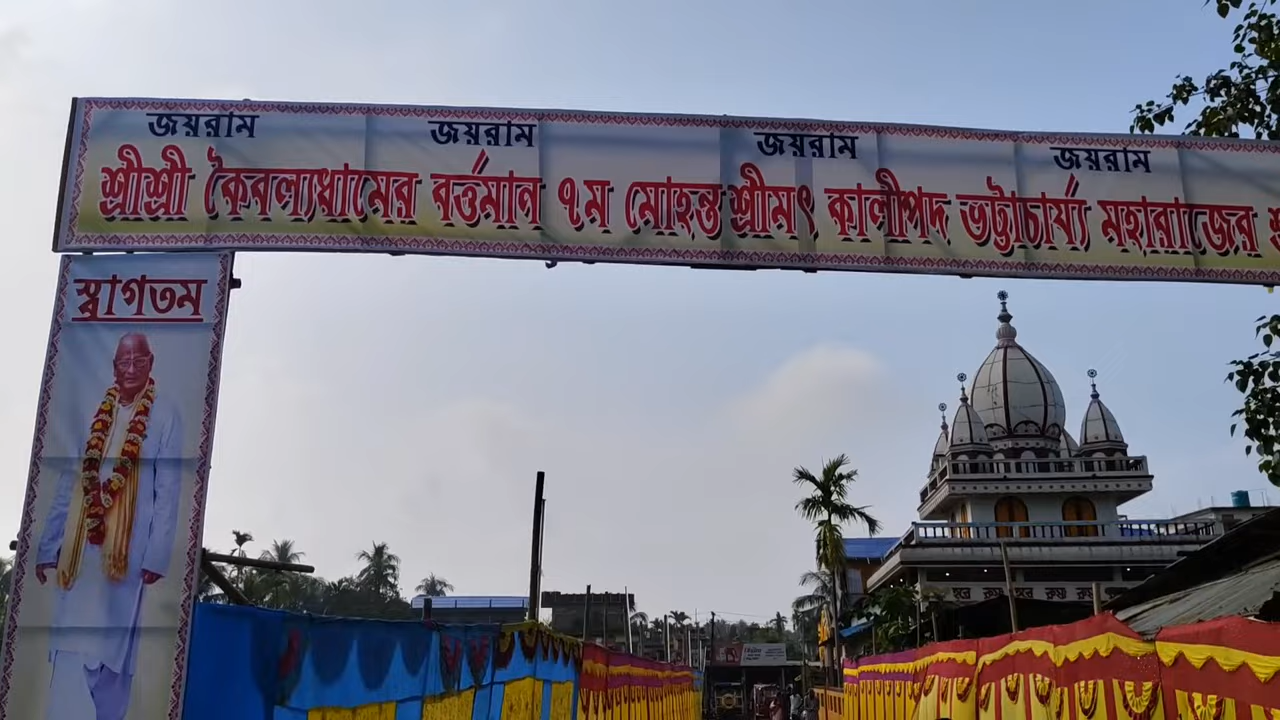 জয়রাম জয়রাম জয়রাম জয়রাম
শ্রীশ্রী কৈবল্যধামের বর্ত্তমান ৭ম মোহন্ত শ্রীমৎ কালীপদ ভট্টাচার্য্য মহারাজের
স্বাগতম